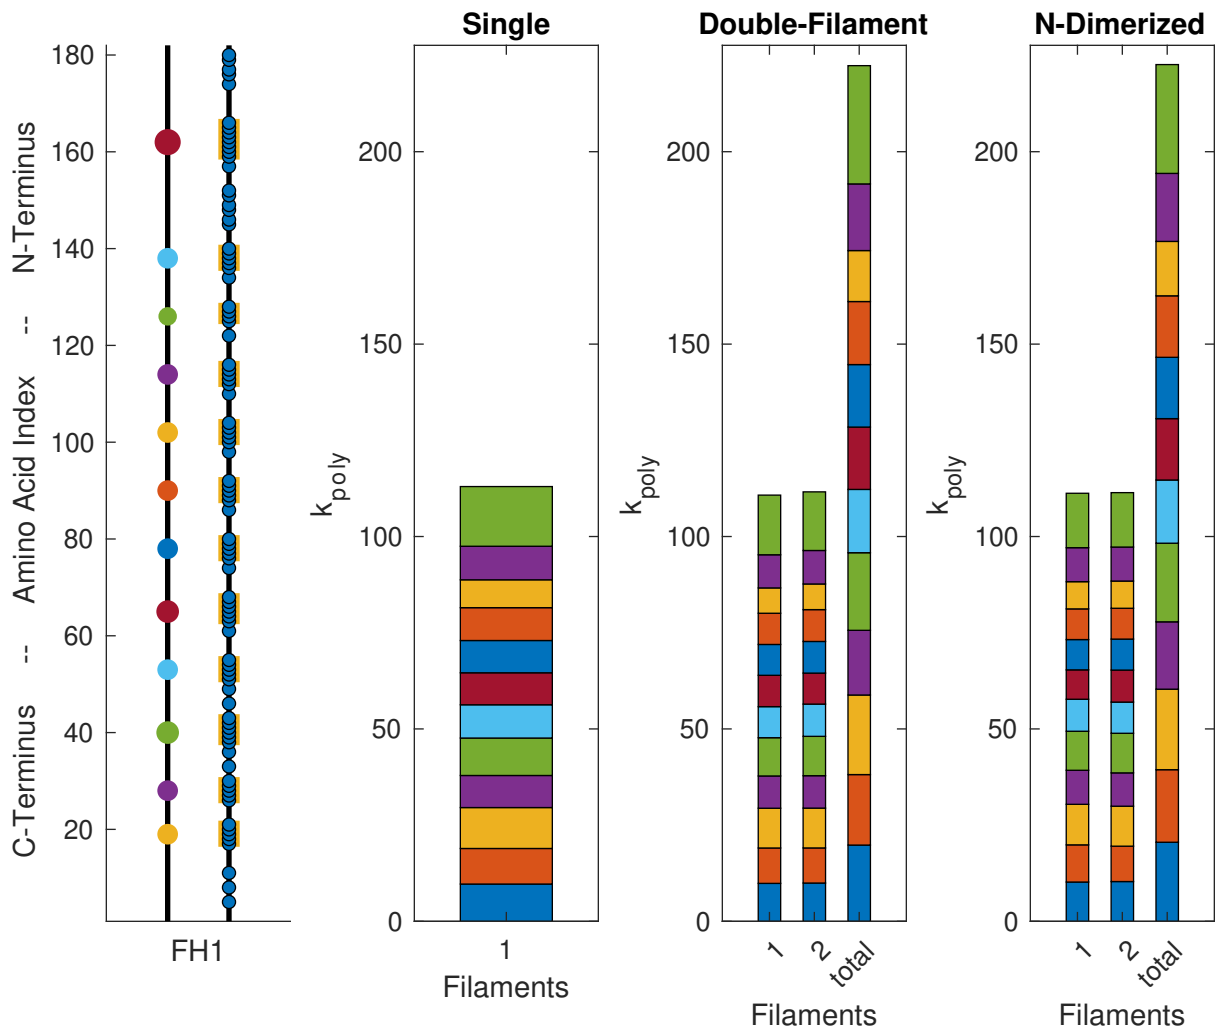 Single
Double-Filament
N-Dimerized
C-Terminus -- Amino Acid Index -- N-Terminus
180
160
140
120
100
80
60
40
20
FH1
k_poly
200
150
100
50
0
1
Filaments
k_poly
200
150
100
50
0
1
2
total
Filaments
k_poly
200
150
100
50
0
1
2
total
Filaments